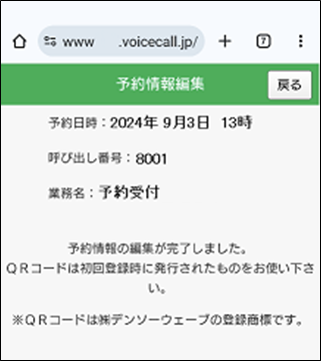 www .voicecall.jp/
7
予約情報編集
戻る
予約日時：2024年 9月3日 13時
呼び出し番号：8001
業務名：予約受付
予約情報の編集が完了しました。
ＱＲコードは初回登録時に発行されたものをお使い下さ
い。
※ＱＲコードは㈱デンソーウェーブの登録商標です。